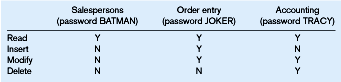 Salespersons Order entry Accounting
(password BATMAN) (password JOKER) (password TRACY)
Read Y Y Y
Insert N Y N
Modify N Y Y
Delete N N Y